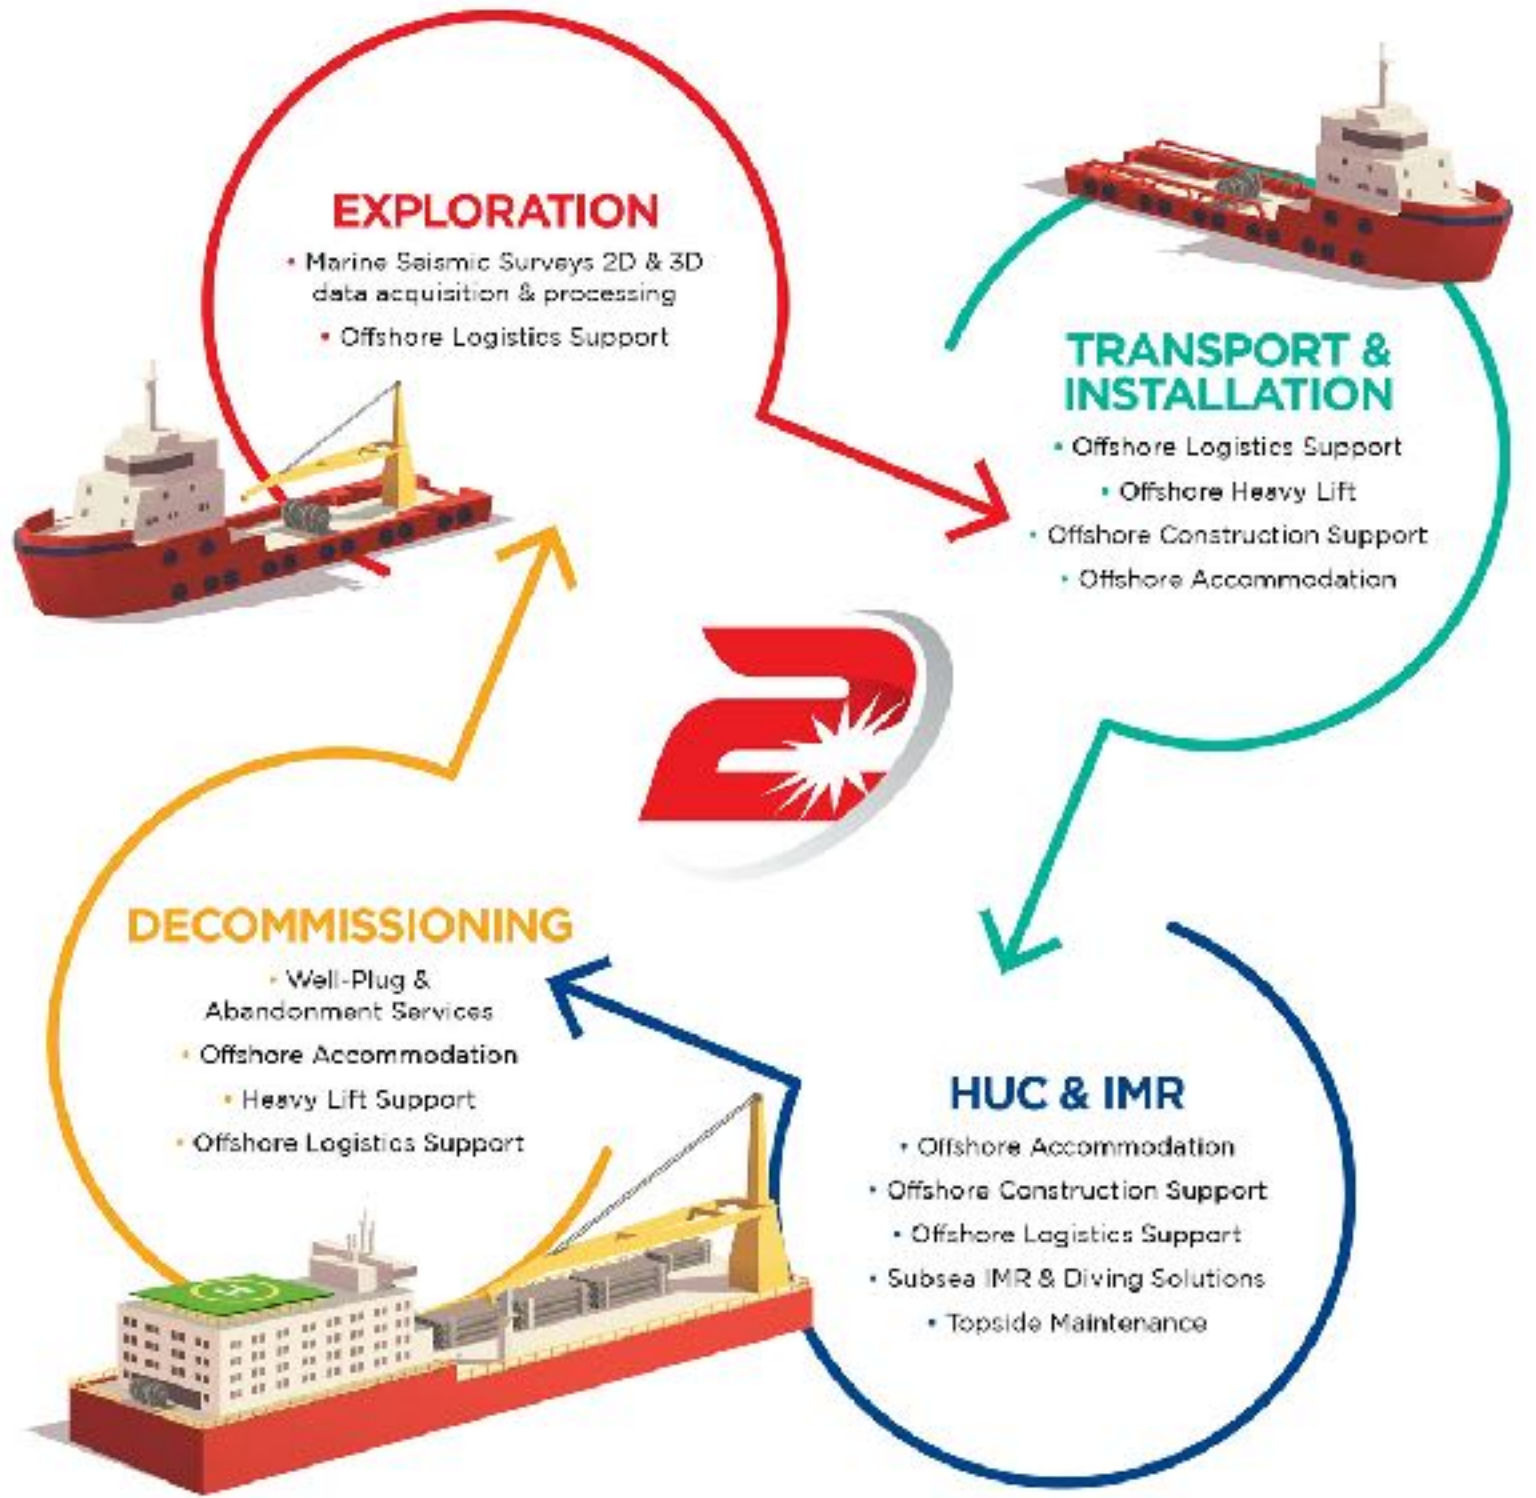 EXPLORATION
• Marine Seismic Surveys 2D & 3D
data acquisition & processing
• Offshore Logistics Support
TRANSPORT &
INSTALLATION
• Offshore Logistics Support
• Offshore Heavy Lift
• Offshore Construction Support
• Offshore Accommodation
HUC & IMR
• Offshore Accommodation
• Offshore Construction Support
• Offshore Logistics Support
• Subsea IMR & Diving Solutions
• Topside Maintenance
DECOMMISSIONING
• Well-Plug &
Abandonment Services
• Offshore Accommodation
• Heavy Lift Support
• Offshore Logistics Support
H